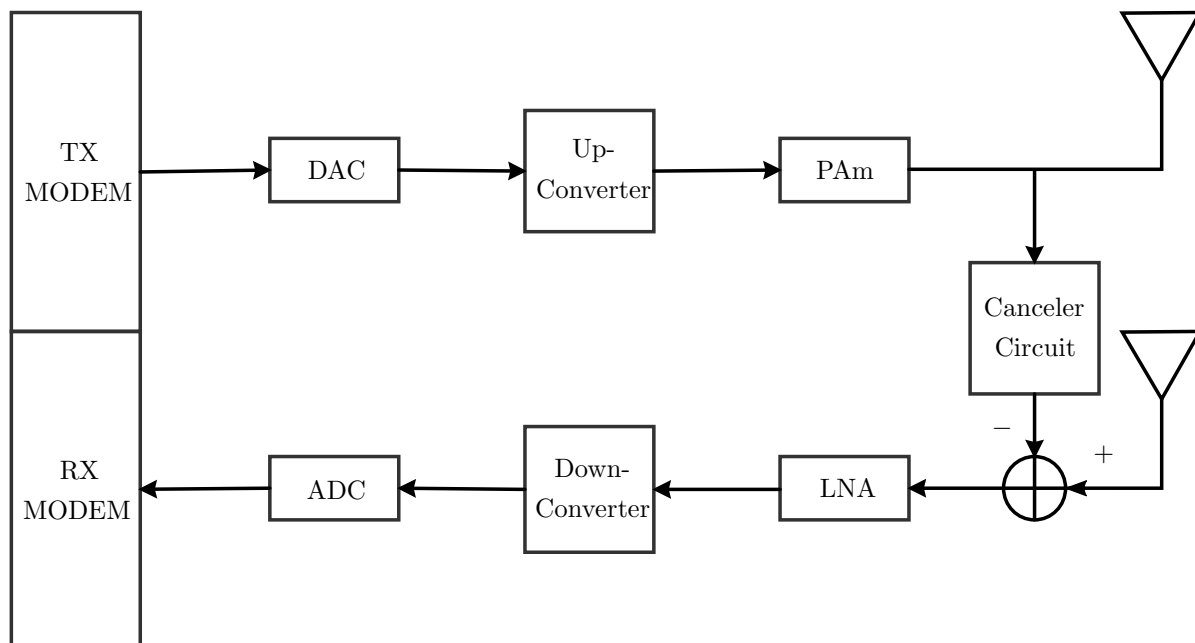 TX
MODEM
DAC
Up-
Converter
PAm
Canceler
Circuit
−
+
RX
MODEM
ADC
Down-
Converter
LNA